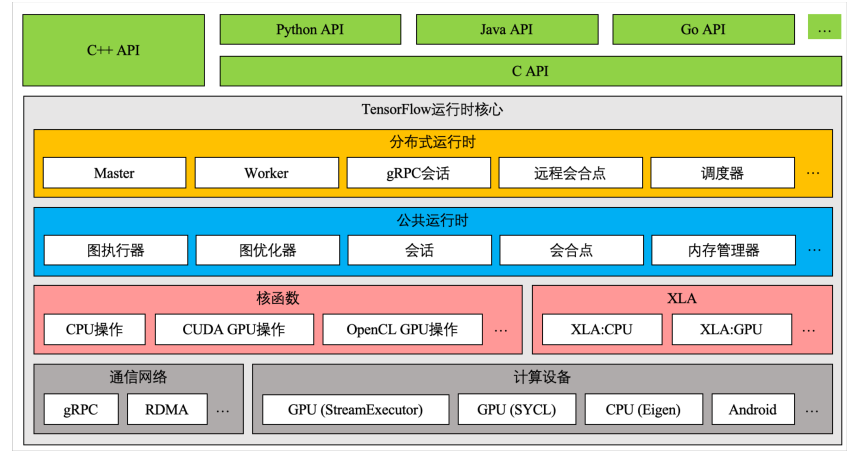 C++ API
Python API
Java API
Go API
…
C API
TensorFlow运行时核心
分布式运行时
Master
Worker
gRPC会话
远程会合点
调度器
…
公共运行时
图执行器
图优化器
会话
会合点
内存管理器
…
核函数
CPU操作
CUDA GPU操作
OpenCL GPU操作
…
XLA
XLA:CPU
XLA:GPU
…
通信网络
gRPC
RDMA
…
计算设备
GPU (StreamExecutor)
GPU (SYCL)
CPU (Eigen)
Android
…